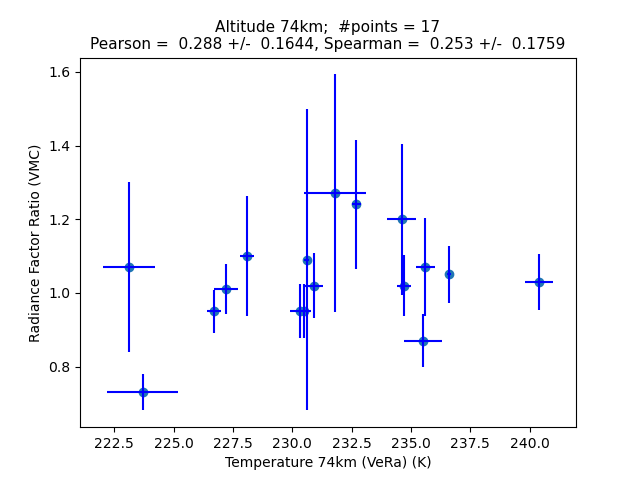 Altitude 74km;  #points = 17
Pearson =  0.288 +/-  0.1644, Spearman =  0.253 +/-  0.1759
Radiance Factor Ratio (VMC)
1.6
1.4
1.2
1.0
0.8
222.5 225.0 227.5 230.0 232.5 235.0 237.5 240.0
Temperature 74km (VeRa) (K)